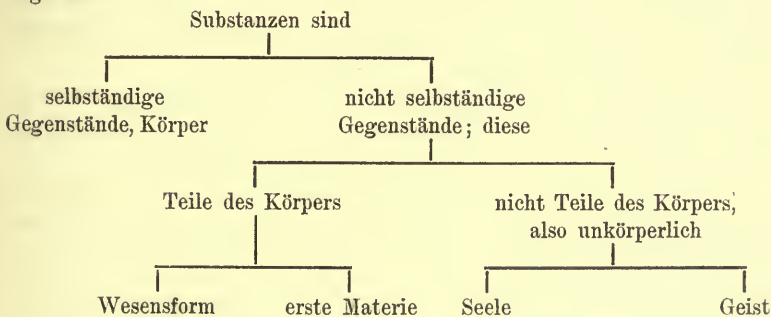 Substanzen sind
selbständige
Gegenstände, Körper
nicht selbständige
Gegenstände; diese
Teile des Körpers
nicht Teile des Körpers,
also unkörperlich
Wesensform erste Materie Seele Geist